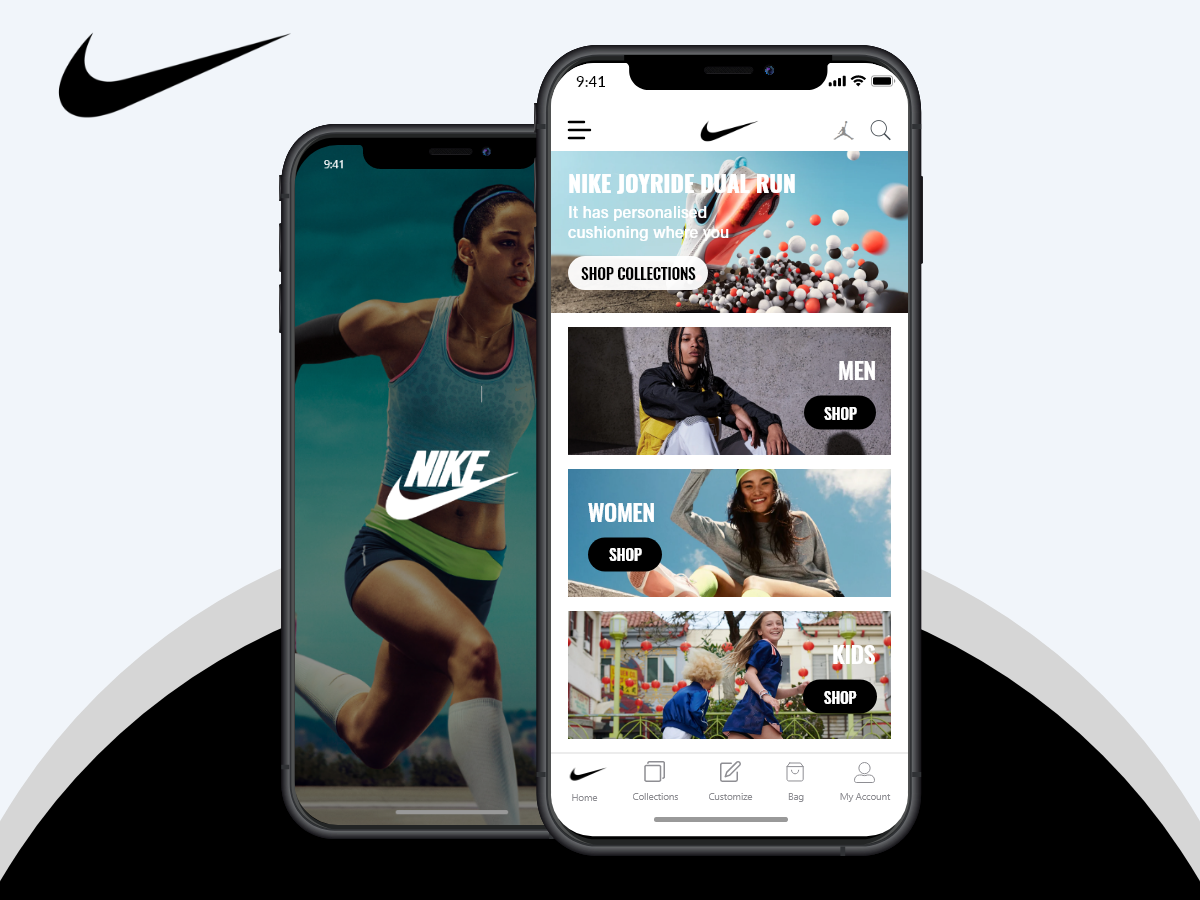 9:41
NIKE
9:41
NIKE JOYRIDE DUAL RUN
It has personalised
cushioning where you
SHOP COLLECTIONS
MEN
SHOP
WOMEN
SHOP
KIDS
SHOP
Home
Collections
Customize
Bag
My Account